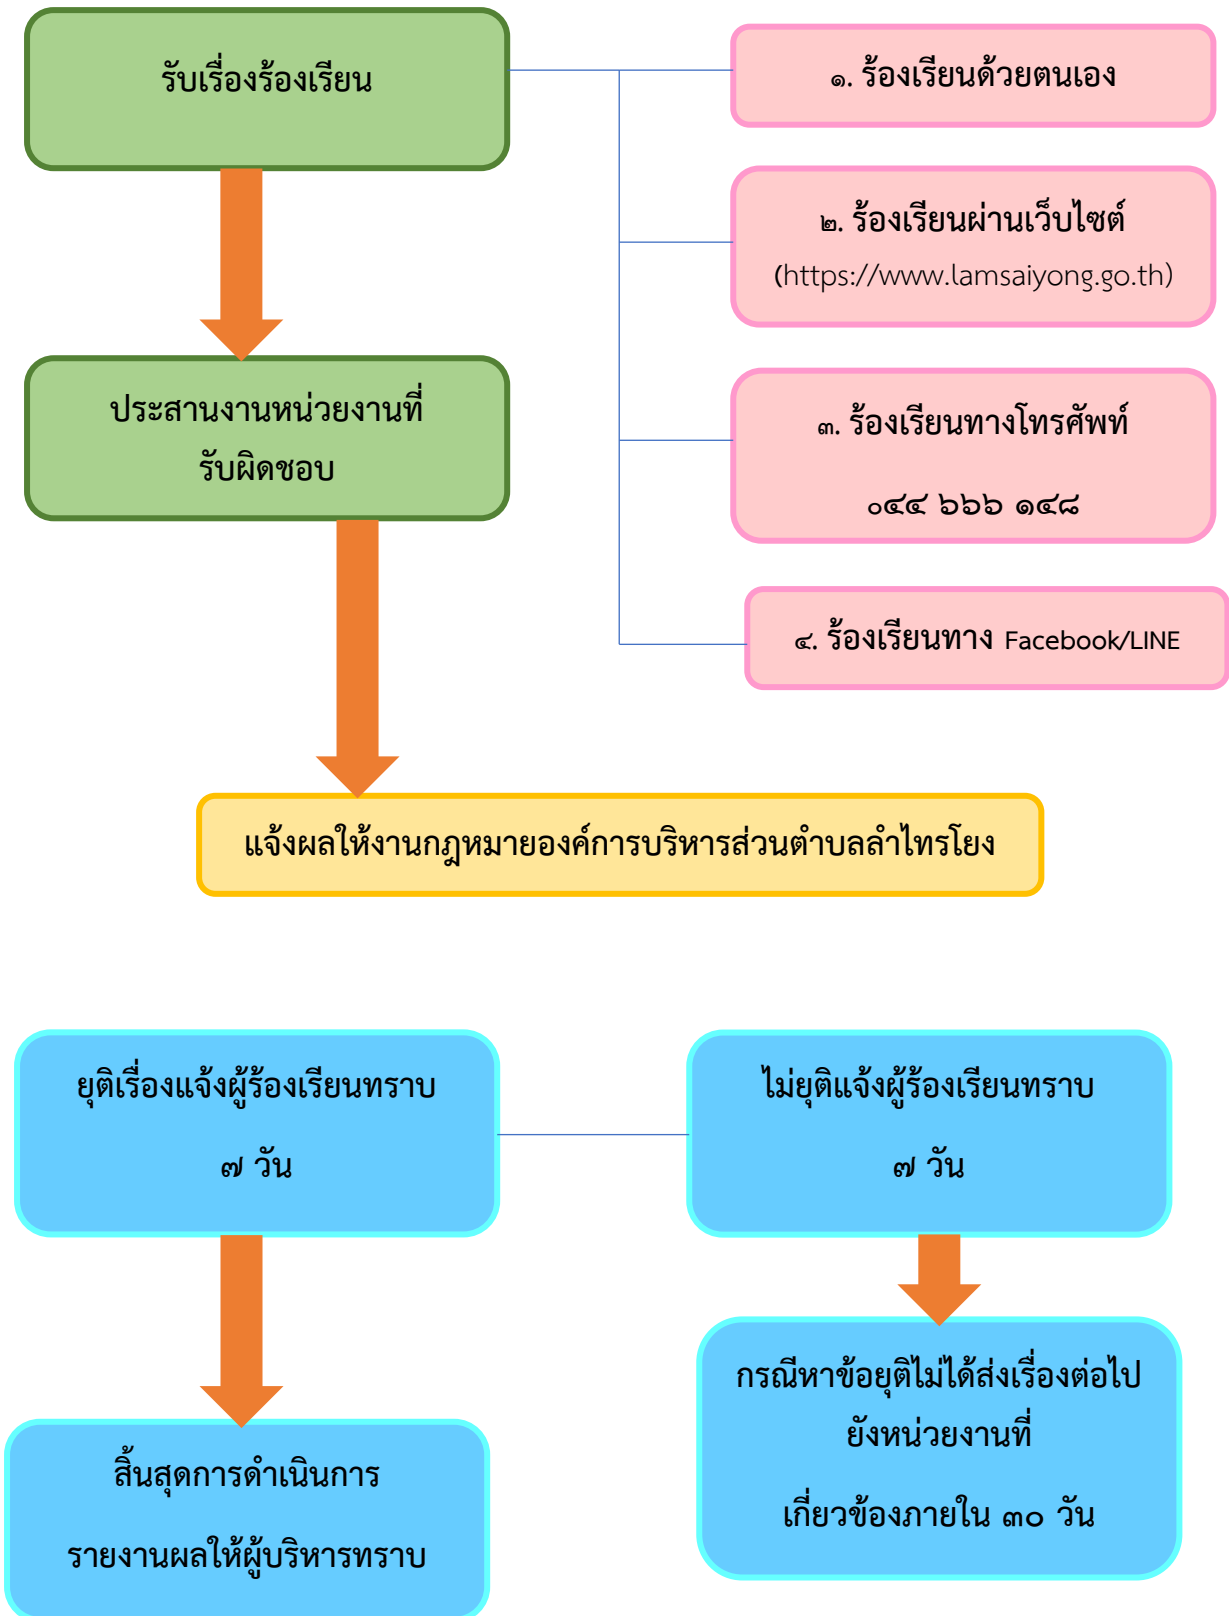 รับเรื่องร้องเรียน
๑. ร้องเรียนด้วยตนเอง
๒. ร้องเรียนผ่านเว็บไซต์
(https://www.lamsaiyong.go.th)
ประสานงานหน่วยงานที่
รับผิดชอบ
๓. ร้องเรียนทางโทรศัพท์
๐๔๔ ๖๖๖ ๑๔๘
๔. ร้องเรียนทาง Facebook/LINE
แจ้งผลให้งานกฎหมายองค์การบริหารส่วนตำบลลำไทรโยง
ยุติเรื่องแจ้งผู้ร้องเรียนทราบ
๗ วัน
ไม่ยุติแจ้งผู้ร้องเรียนทราบ
๗ วัน
สิ้นสุดการดำเนินการ
รายงานผลให้ผู้บริหารทราบ
กรณีหาข้อยุติไม่ได้ส่งเรื่องต่อไป
ยังหน่วยงานที่
เกี่ยวข้องภายใน ๓๐ วัน